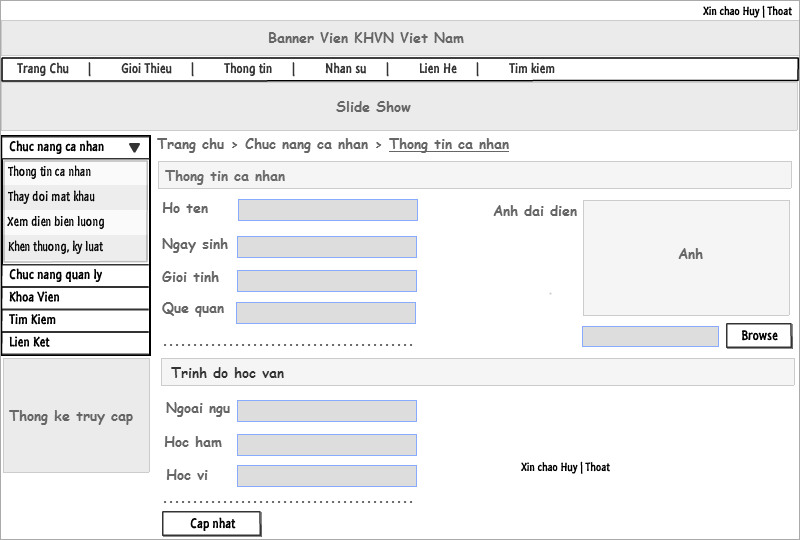 Xin chao Huy | Thoat
Banner Vien KHVN Viet Nam
Trang Chu | Gioi Thieu | Thong tin | Nhan su | Lien He | Tim kiem
Slide Show
Chuc nang ca nhan
Thong tin ca nhan
Thay doi mat khau
Xem dien bien luong
Khen thuong, ky luat
Chuc nang quan ly
Khoa Vien
Tim Kiem
Lien Ket
Thong ke truy cap
Trang chu > Chuc nang ca nhan > Thong tin ca nhan
Thong tin ca nhan
Ho ten
Ngay sinh
Gioi tinh
Que quan
Anh dai dien
Anh
Browse
Trinh do hoc van
Ngoai ngu
Hoc ham
Hoc vi
Xin chao Huy | Thoat
Cap nhat